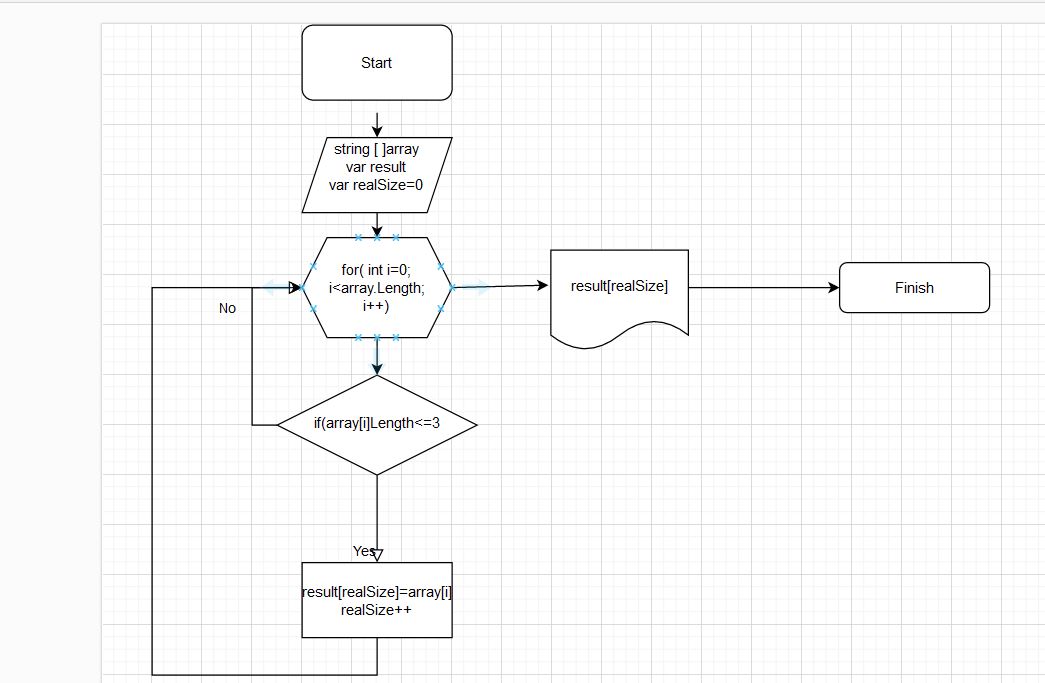 Start
string [ ]array
var result
var realSize=0
for( int i=0;
i<array.Length;
i++)
result[realSize]
Finish
No
if(array[i]Length<=3
Yes
result[realSize]=array[i]
realSize++